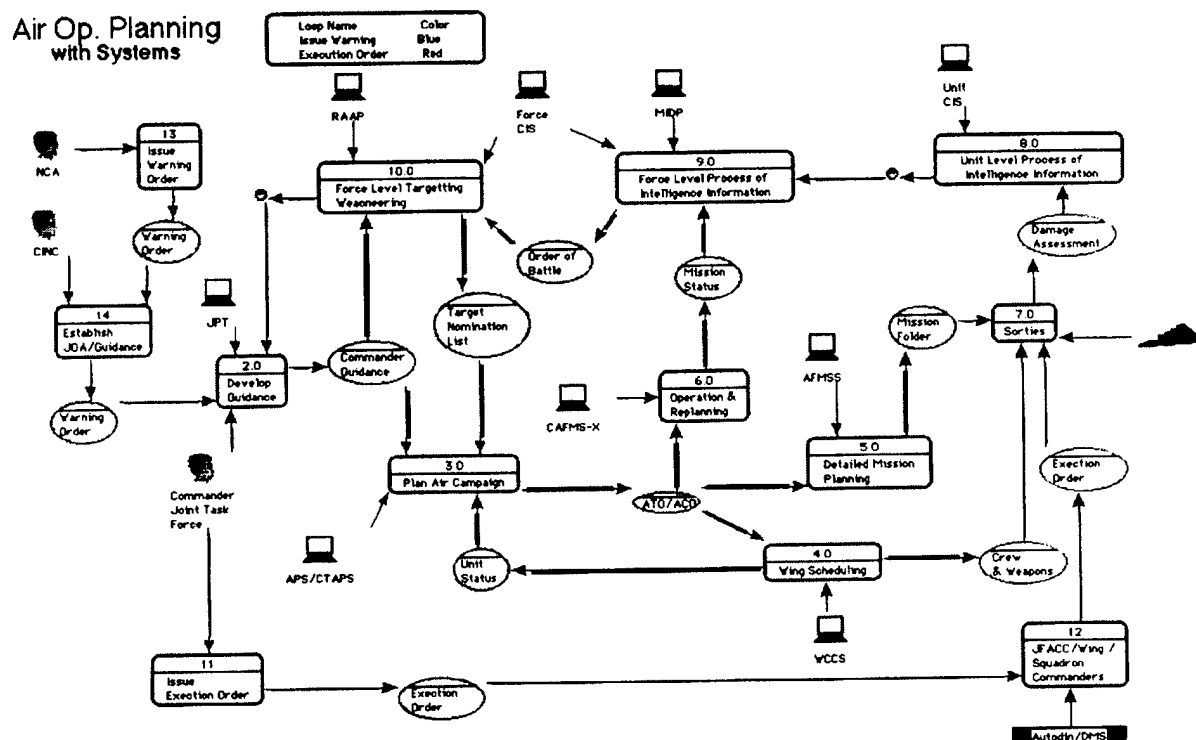 Air Op. Planning
with Systems
Loop Name Color
Issue Warning Blue
Execution Order Red
RAAP
Force
CIS
MIDP
Unit
CIS
NCA
13
Issue
Warning
Order
10.0
Force Level Targetting
Weaoneering
9.0
Force Level Process of
Intelligence Information
8.0
Unit Level Process of
Intelligence Information
CINC
Warning
Order
Order of
Battle
Mission
Status
Damage
Assessment
JPT
14
Establish
JOA/Guidance
Target
Nomination
List
Mission
Folder
7.0
Sorties
2.0
Develop
Guidance
Commander
Guidance
6.0
Operation &
Replanning
AFMSS
CAFMS-X
Warning
Order
5.0
Detailed Mission
Planning
3.0
Plan Air Campaign
Exection
Order
Commander
Joint Task
Force
ATO/ACO
APS/CTAPS
Unit
Status
4.0
Wing Scheduling
Crew
& Weapons
WCCS
11
Issue
Exection Order
Exection
Order
12
JFACC/Wing /
Squadron
Commanders
Autodin/DMS